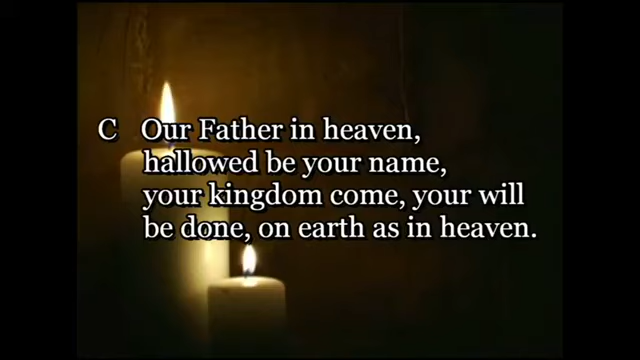 C Our Father in heaven,
hallowed be your name,
your kingdom come, your will
be done, on earth as in heaven.